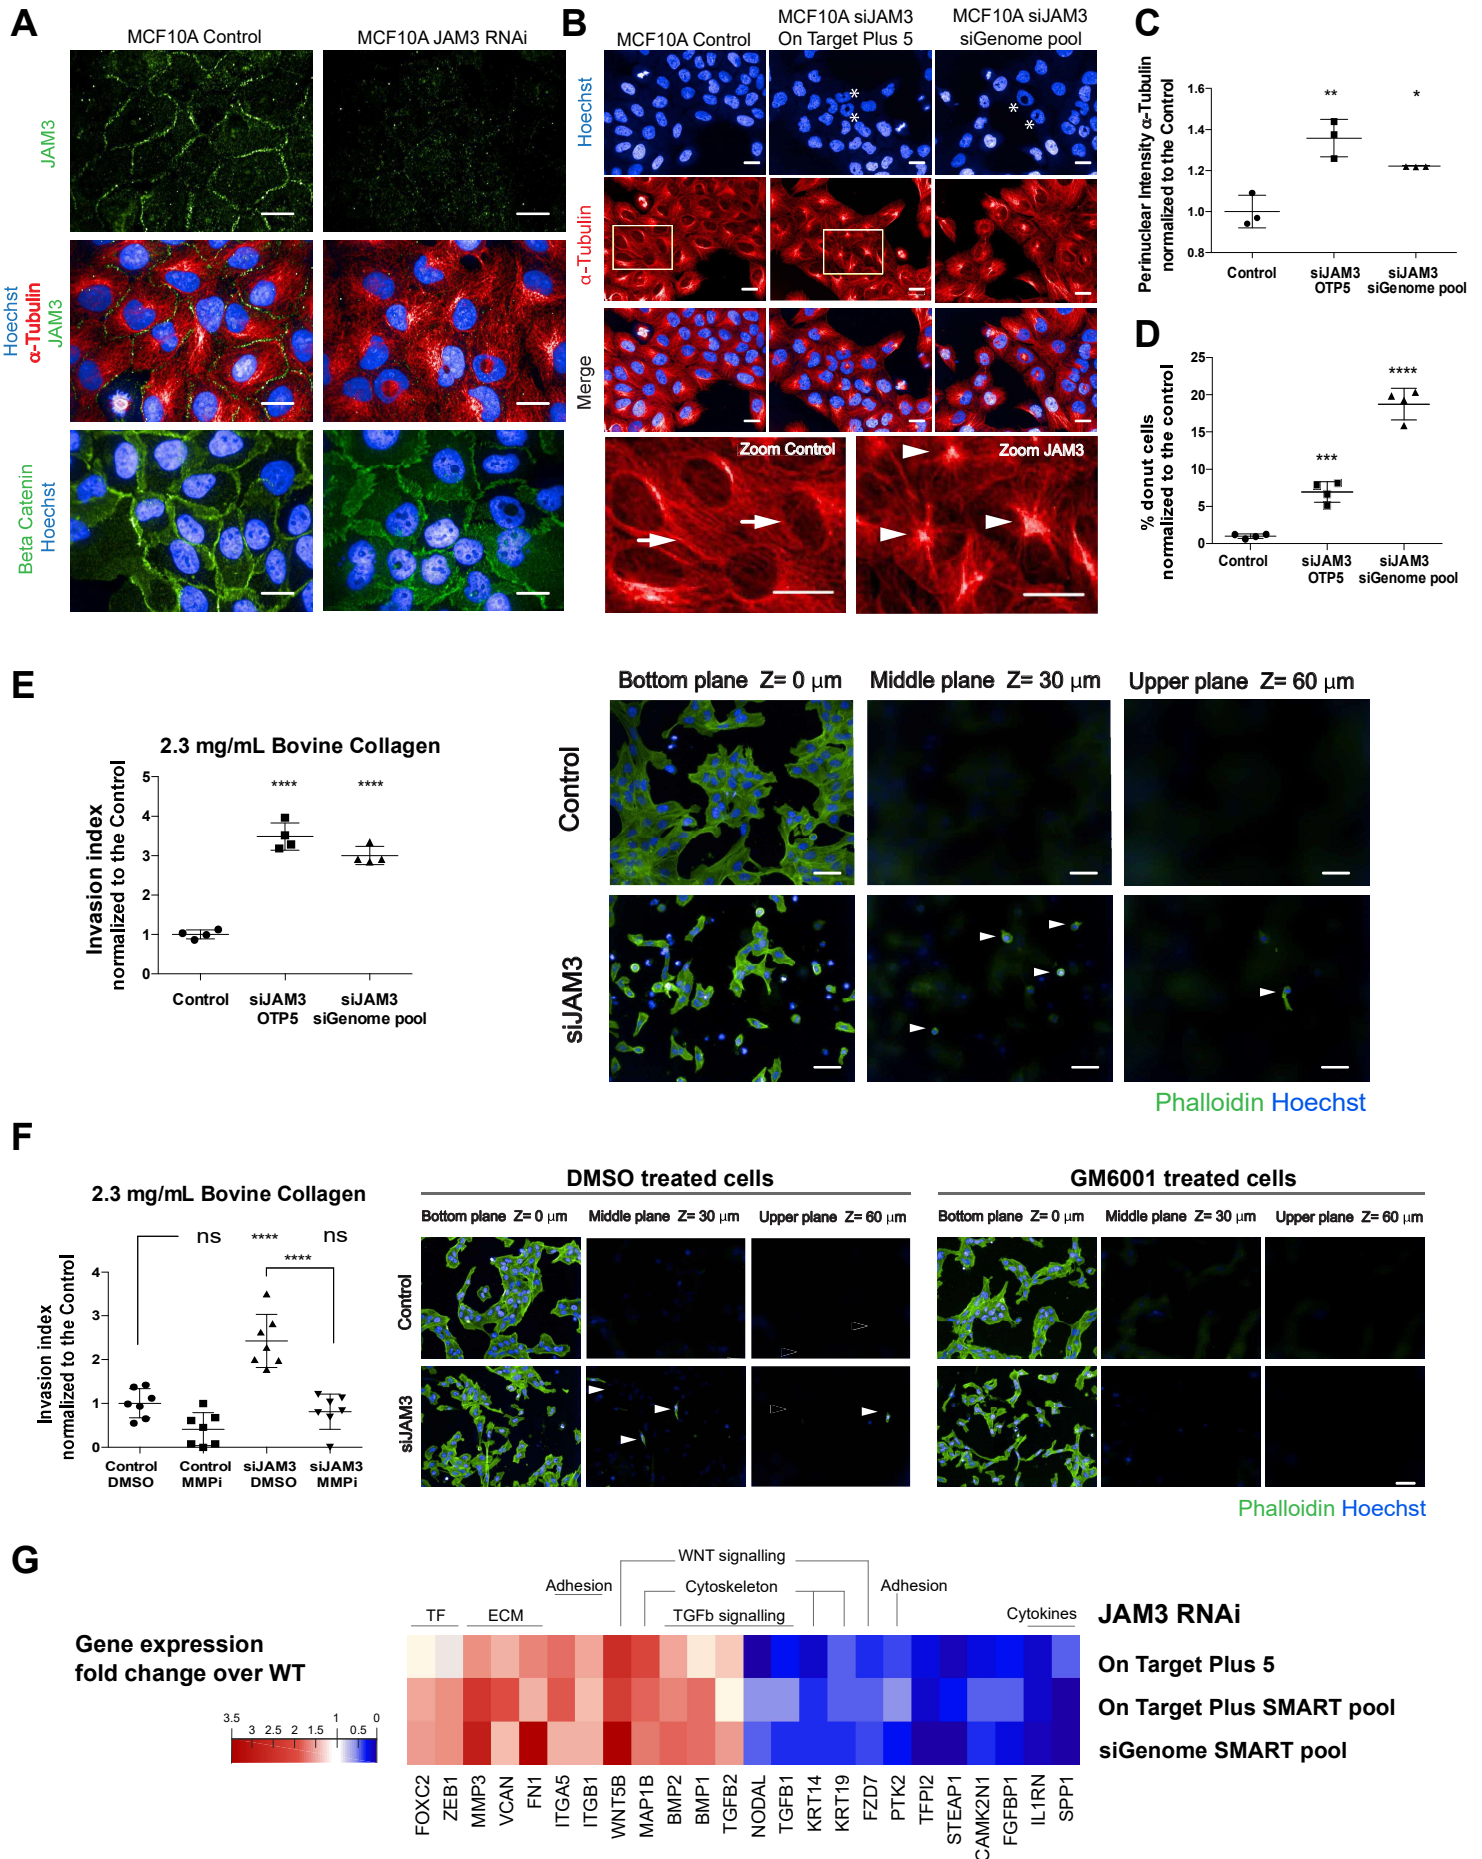 A
MCF10A Control
MCF10A JAM3 RNAi
JAM3
Hoechst
α-Tubulin
JAM3
Beta Catenin
Hoechst
B
MCF10A Control
MCF10A siJAM3
On Target Plus 5
MCF10A siJAM3
siGenome pool
Hoechst
*
*
*
*
α-Tubulin
Merge
Zoom Control
Zoom JAM3
C
Perinuclear Intensity α-Tubulin
normalized to the Control
1.6
1.4
1.2
1.0
0.8
**
*
Control
siJAM3
OTP5
siJAM3
siGenome pool
D
% donut cells
normalized to the control
25
20
15
10
5
0
***
****
Control
siJAM3
OTP5
siJAM3
siGenome pool
E
2.3 mg/mL Bovine Collagen
Invasion index
normalized to the Control
5
4
3
2
1
0
****
****
Control
siJAM3
OTP5
siJAM3
siGenome pool
Bottom plane Z= 0 µm
Middle plane Z= 30 µm
Upper plane Z= 60 µm
Control
siJAM3
Phalloidin Hoechst
F
2.3 mg/mL Bovine Collagen
Invasion index
normalized to the Control
4
3
2
1
0
ns
****
ns
****
Control
DMSO
Control
MMPi
siJAM3
DMSO
siJAM3
MMPi
DMSO treated cells
GM6001 treated cells
Bottom plane Z= 0 µm
Middle plane Z= 30 µm
Upper plane Z= 60 µm
Bottom plane Z= 0 µm
Middle plane Z= 30 µm
Upper plane Z= 60 µm
Control
siJAM3
Phalloidin Hoechst
G
Gene expression
fold change over WT
3.5
3
2.5
2
1.5
1
0.5
0
WNT signalling
Adhesion
Cytoskeleton
Adhesion
TF
ECM
TGFb signalling
Cytokines
JAM3 RNAi
On Target Plus 5
On Target Plus SMART pool
siGenome SMART pool
FOXC2
ZEB1
MMP3
VCAN
FN1
ITGA5
ITGB1
WNT5B
MAP1B
BMP2
BMP1
TGFB2
NODAL
TGFB1
KRT14
KRT19
FZD7
PTK2
TFPI2
STEAP1
CAMK2N1
FGFBP1
IL1RN
SPP1